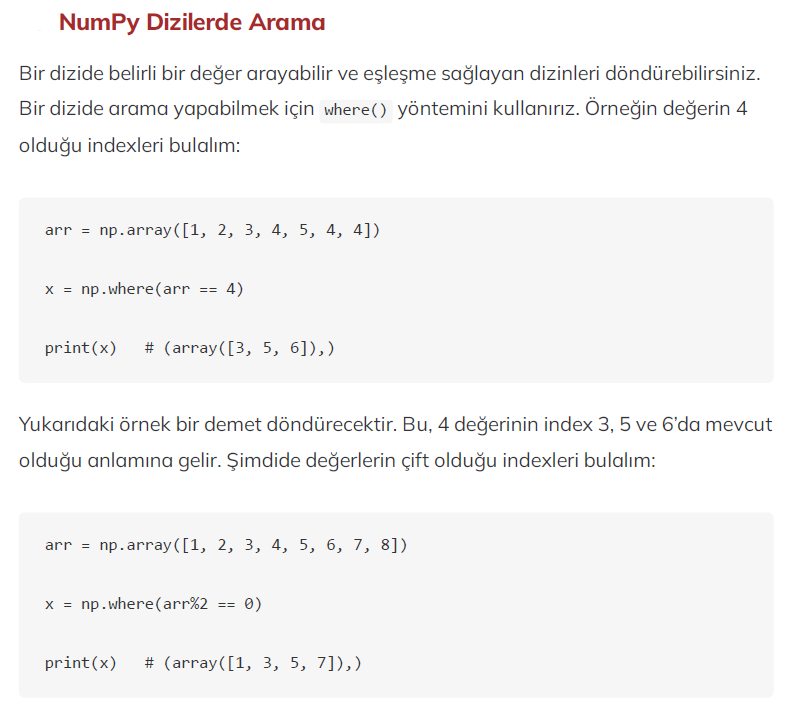 NumPy Dizilerde Arama
Bir dizide belirli bir değer arayabilir ve eşleşme sağlayan dizinleri döndürebilirsiniz.
Bir dizide arama yapabilmek için where() yöntemini kullanırız. Örneğin değerin 4
olduğu indexleri bulalım:
arr = np.array([1, 2, 3, 4, 5, 4, 4])
x = np.where(arr == 4)
print(x)   # (array([3, 5, 6]),)
Yukarıdaki örnek bir demet döndürecektir. Bu, 4 değerinin index 3, 5 ve 6’da mevcut
olduğu anlamına gelir. Şimdide değerlerin çift olduğu indexleri bulalım:
arr = np.array([1, 2, 3, 4, 5, 6, 7, 8])
x = np.where(arr%2 == 0)
print(x)   # (array([1, 3, 5, 7]),)